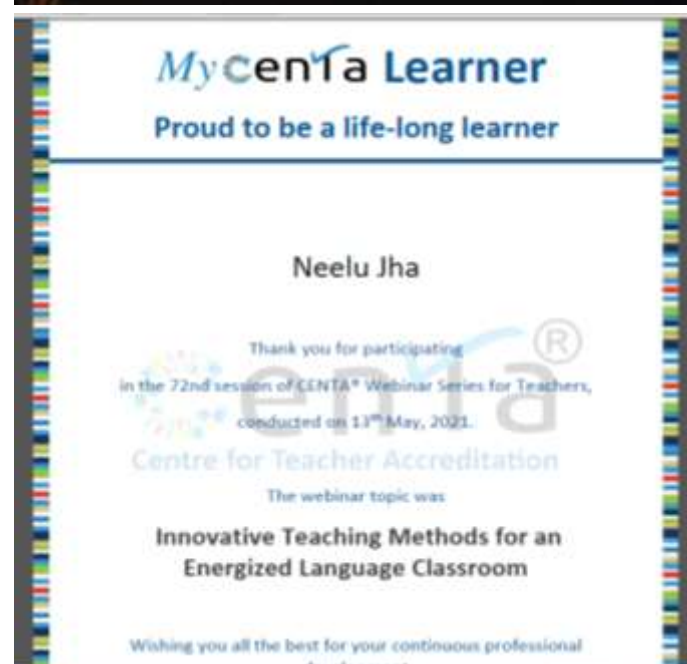 Mycenta Learner
Proud to be a life-long learner
Neelu Jha
Thank you for participating
in the 72nd session of CENTA® Webinar Series for Teachers,
conducted on 13th May, 2021.
centa®
Centre for Teacher Accreditation
The webinar topic was
Innovative Teaching Methods for an
Energized Language Classroom
Wishing you all the best for your continuous professional